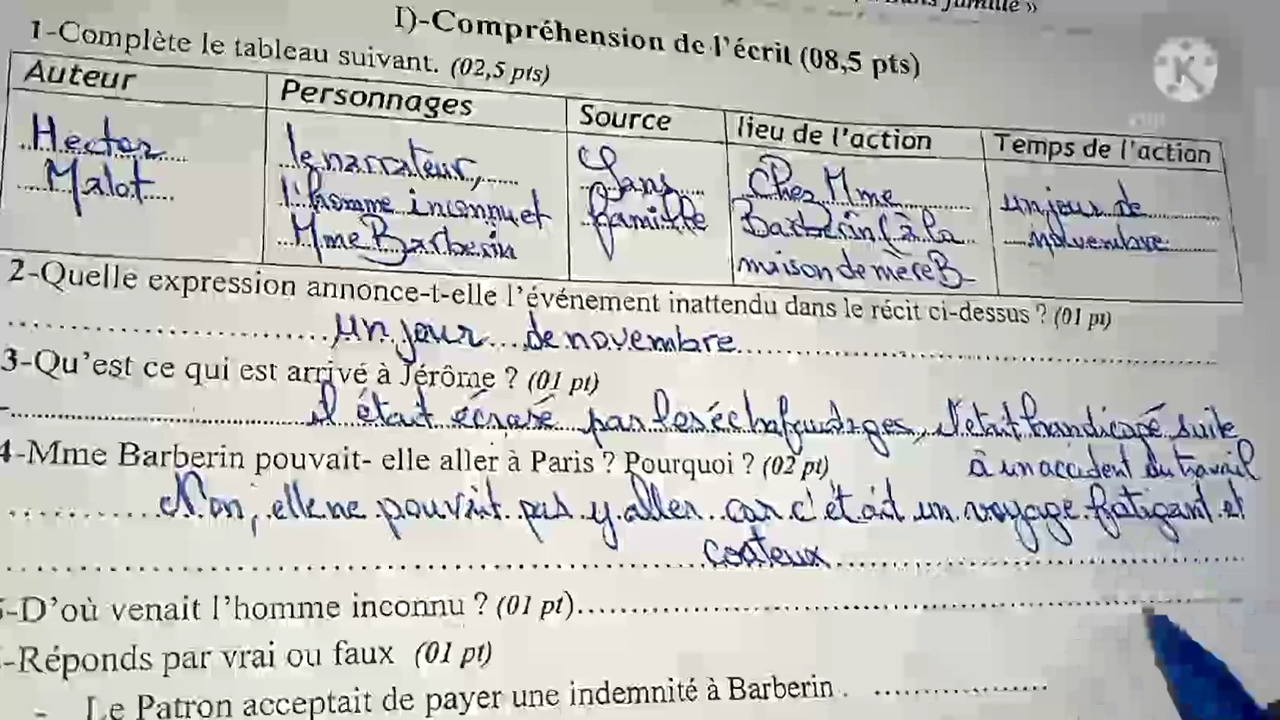 famille »
I)-Compréhension de l'écrit (08,5 pts)
1-Complète le tableau suivant. (02,5 pts)
Auteur Personnages Source lieu de l'action Temps de l'action
Hector le narrateur, Sans Chez Mme un jour de
Malot l'homme inconnu et famille Barberin (à la novembre
Mme Barberin maison de mère B
2-Quelle expression annonce-t-elle l'événement inattendu dans le récit ci-dessus ? (01 pt)
un jour de novembre
3-Qu'est ce qui est arrivé à Jérôme ? (01 pt)
il était écrasé par les échafaudages, il était handicapé suite
à un accident du travail
4-Mme Barberin pouvait- elle aller à Paris ? Pourquoi ? (02 pt)
Non, elle ne pouvait pas y aller car c'était un voyage fatigant et
coûteux
-D'où venait l'homme inconnu ? (01 pt)
-Réponds par vrai ou faux (01 pt)
- Le Patron acceptait de payer une indemnité à Barberin
K